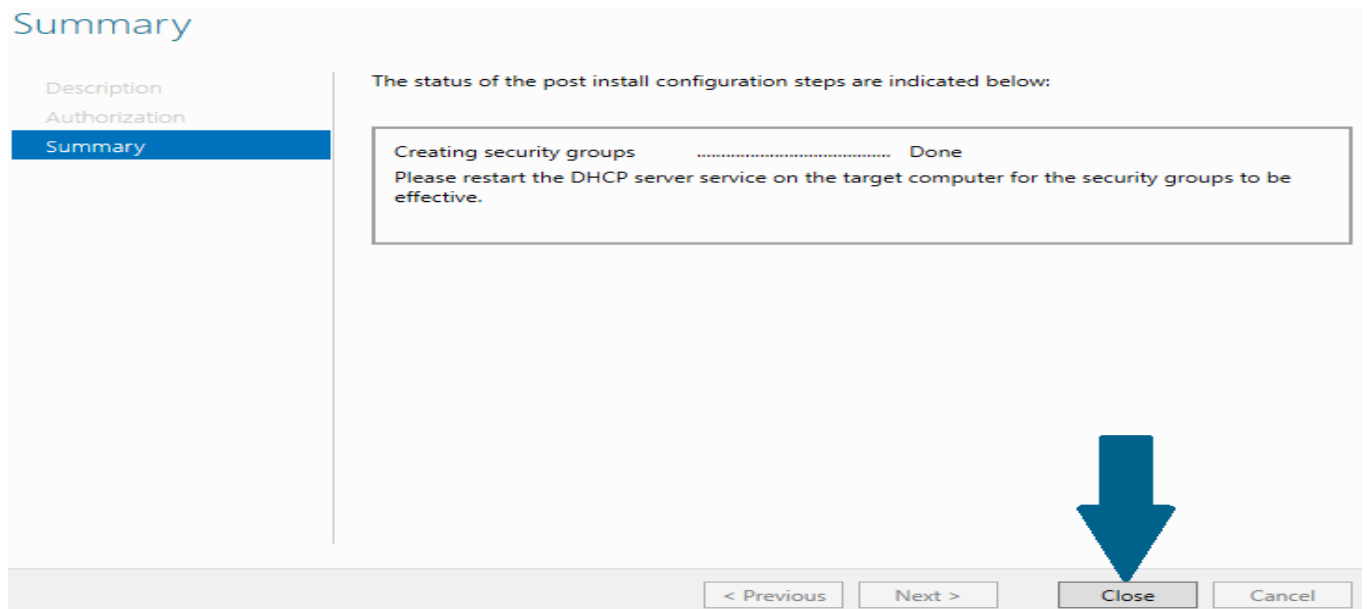 Summary
Description
Authorization
Summary
The status of the post install configuration steps are indicated below:
Creating security groups ........................................ Done
Please restart the DHCP server service on the target computer for the security groups to be
effective.
< Previous
Next >
Close
Cancel